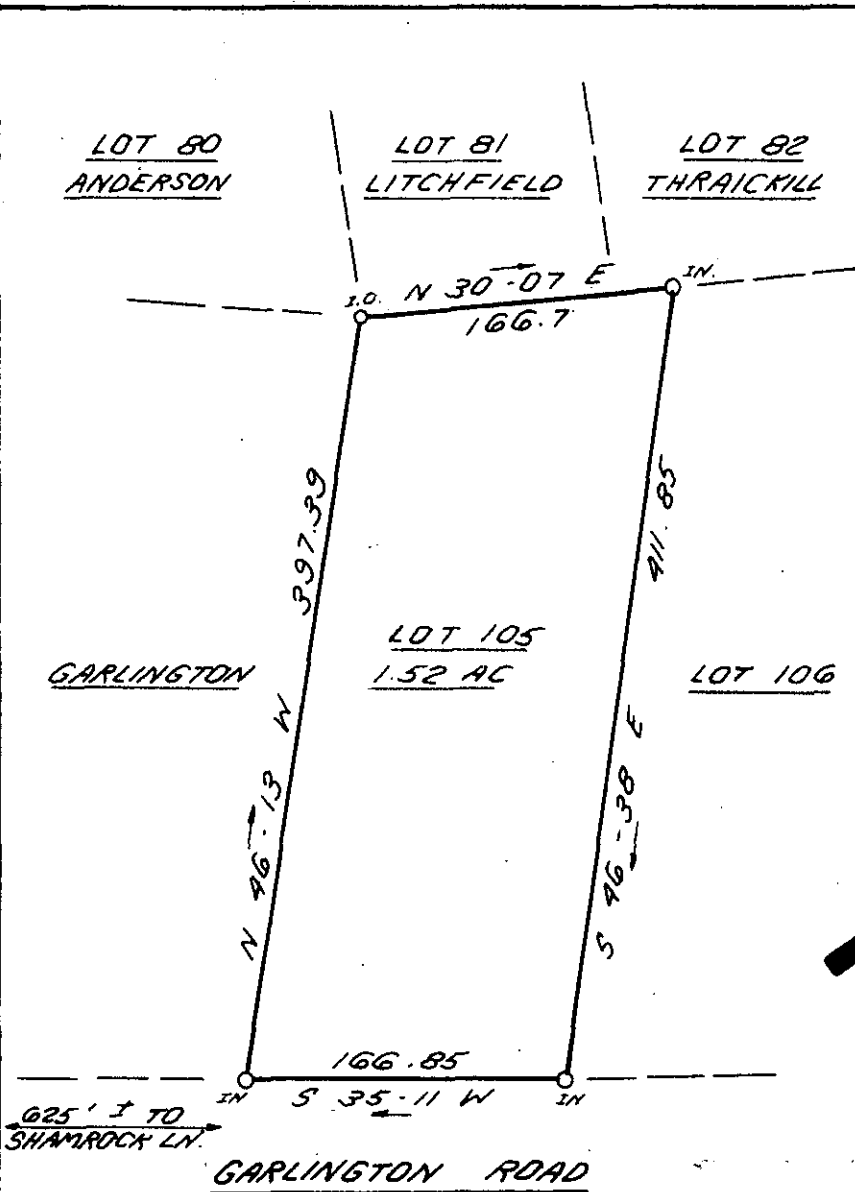 LOT 80
ANDERSON
LOT 81
LITCHFIELD
LOT 82
THRAICKILL
I.O.
N 30-07 E
IN.
166.7
397.39
411.85
LOT 105
1.52 AC
GARLINGTON
LOT 106
N 46-13 W
S 46-38 E
166.85
IN
S 35-11 W
IN
625' ± TO
SHAMROCK LN.
GARLINGTON ROAD